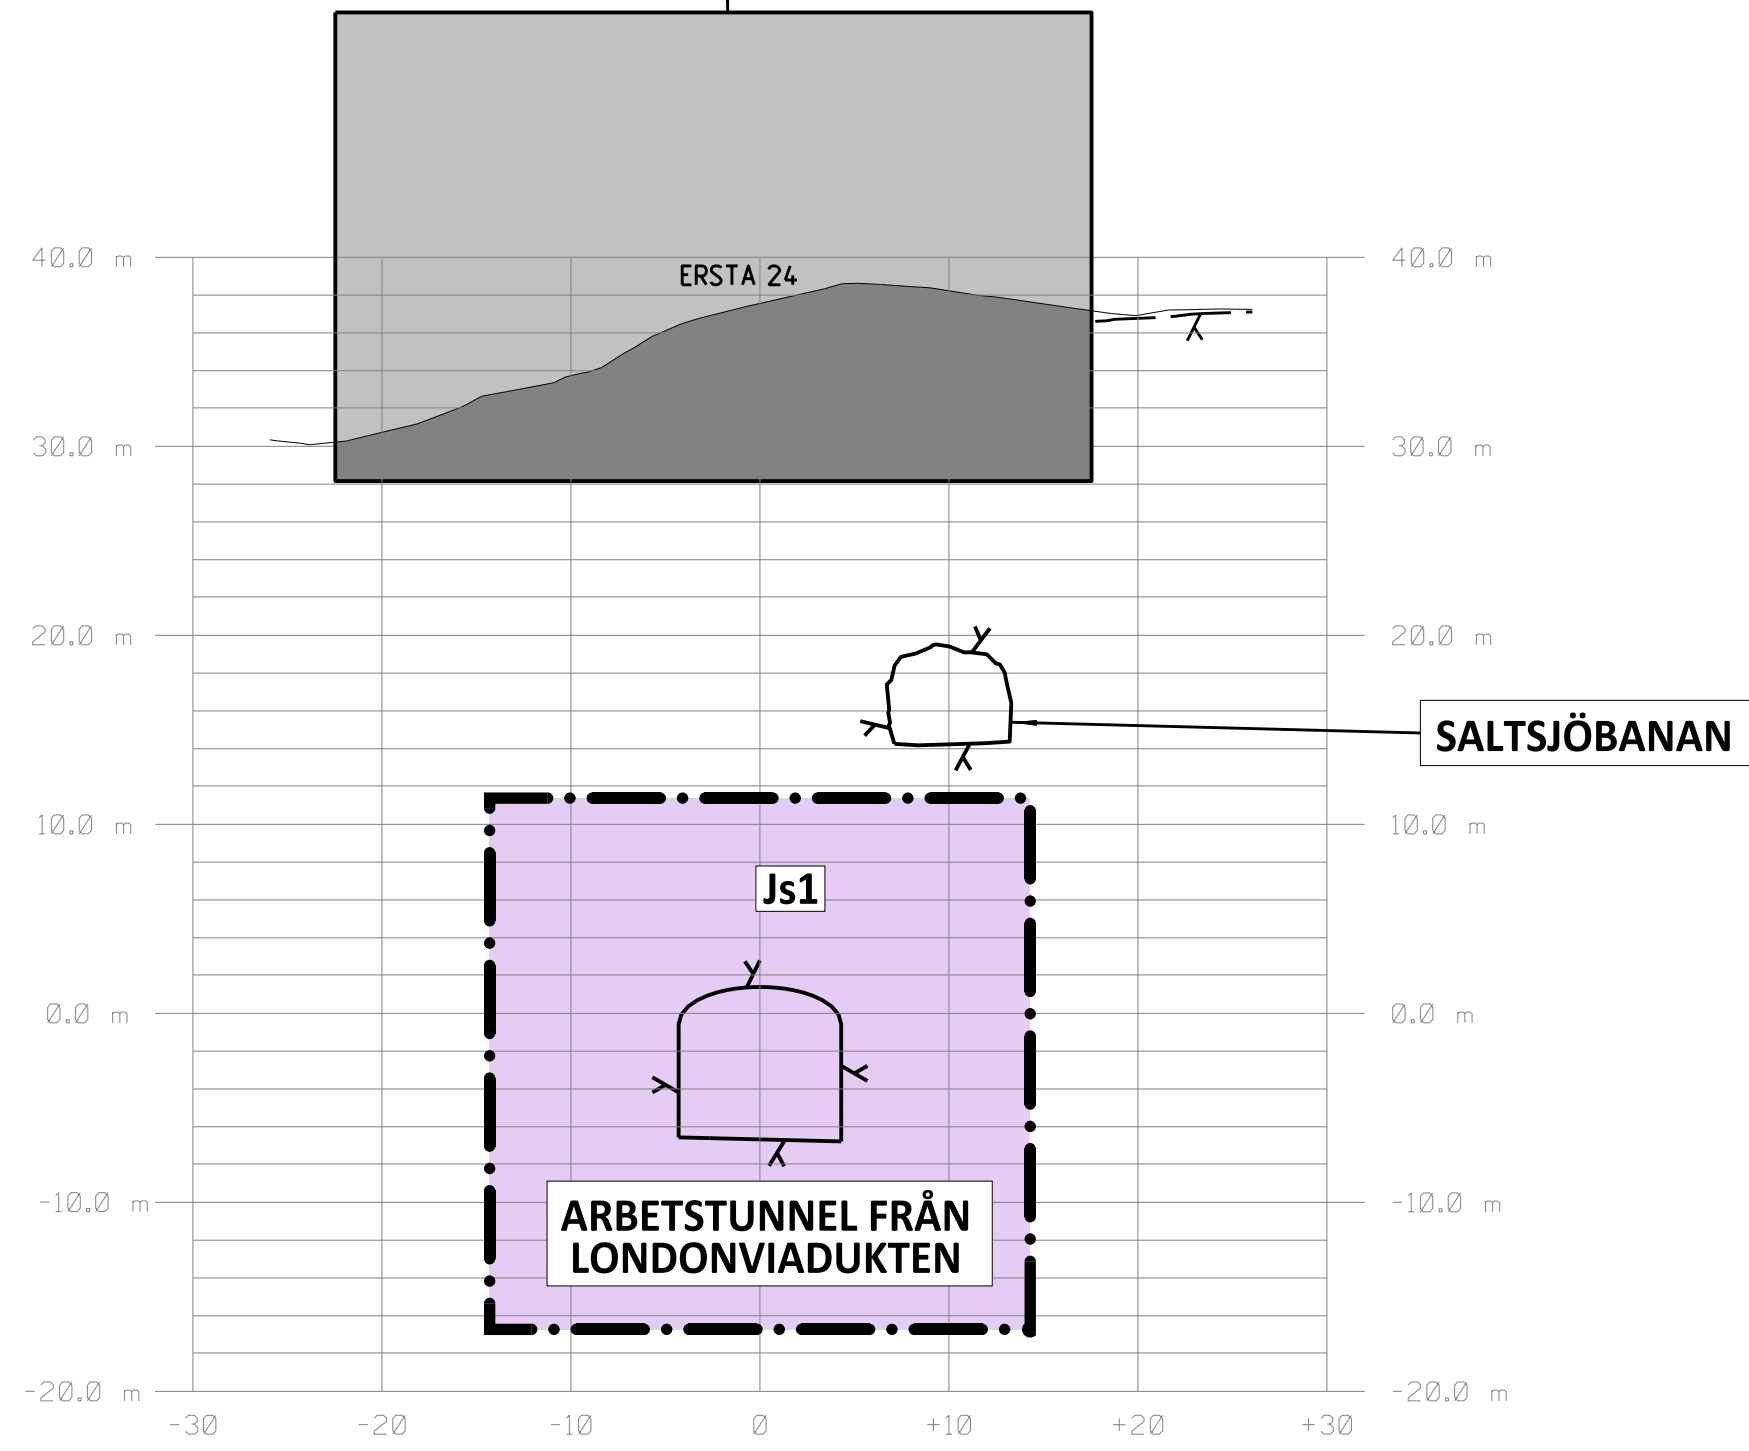 40.0 m
40.0 m
ERSTA 24
30.0 m
30.0 m
20.0 m
20.0 m
SALTSJÖBANAN
10.0 m
10.0 m
Js1
0.0 m
0.0 m
-10.0 m
-10.0 m
ARBETSTUNNEL FRÅN
LONDONVIADUKTEN
-20.0 m
-20.0 m
-30 -20 -10 0 +10 +20 +30